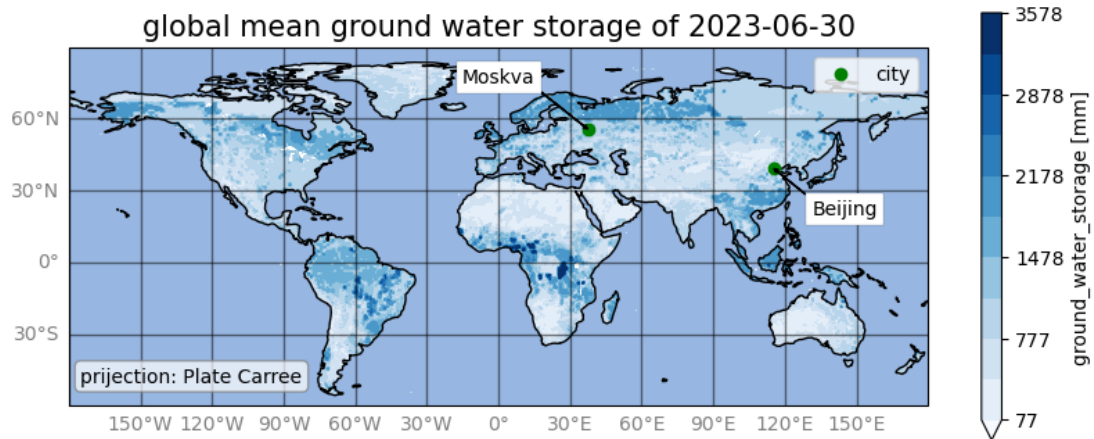 global mean ground water storage of 2023-06-30
Moskva
city
Beijing
prijection: Plate Carree
60°N
30°N
0°
30°S
150°W
120°W
90°W
60°W
30°W
0°
30°E
60°E
90°E
120°E
150°E
3578
2878
2178
1478
777
77
ground_water_storage [mm]